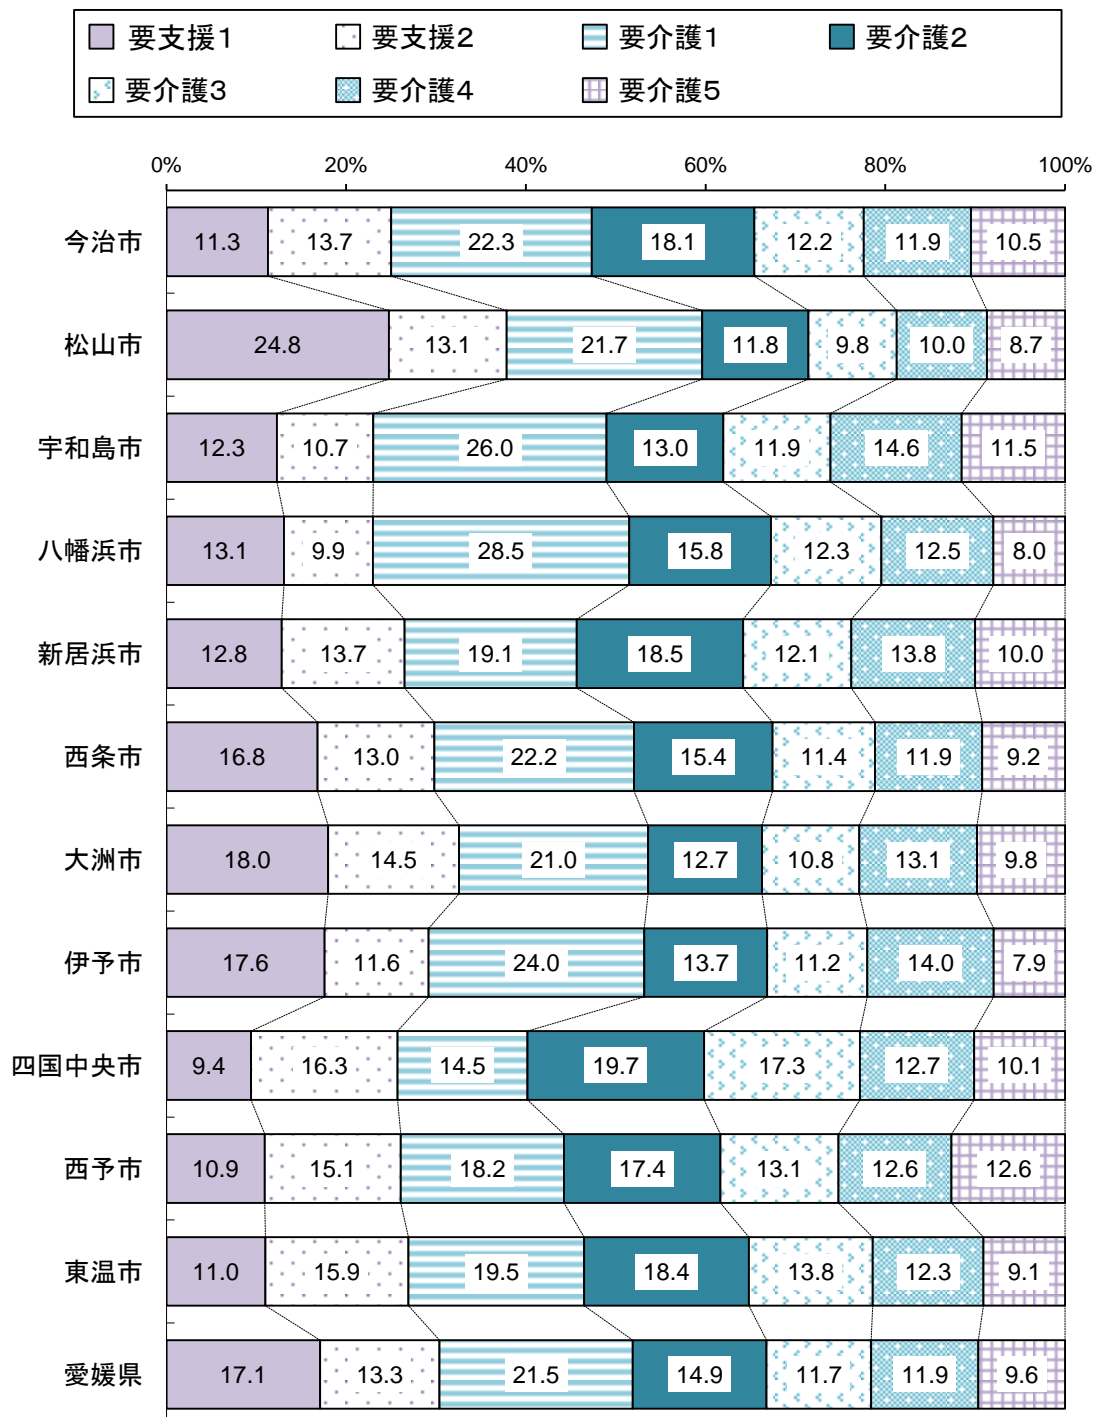 要支援1 要支援2 要介護1 要介護2
要介護3 要介護4 要介護5
0% 20% 40% 60% 80% 100%
今治市 11.3 13.7 22.3 18.1 12.2 11.9 10.5
松山市 24.8 13.1 21.7 11.8 9.8 10.0 8.7
宇和島市 12.3 10.7 26.0 13.0 11.9 14.6 11.5
八幡浜市 13.1 9.9 28.5 15.8 12.3 12.5 8.0
新居浜市 12.8 13.7 19.1 18.5 12.1 13.8 10.0
西条市 16.8 13.0 22.2 15.4 11.4 11.9 9.2
大洲市 18.0 14.5 21.0 12.7 10.8 13.1 9.8
伊予市 17.6 11.6 24.0 13.7 11.2 14.0 7.9
四国中央市 9.4 16.3 14.5 19.7 17.3 12.7 10.1
西予市 10.9 15.1 18.2 17.4 13.1 12.6 12.6
東温市 11.0 15.9 19.5 18.4 13.8 12.3 9.1
愛媛県 17.1 13.3 21.5 14.9 11.7 11.9 9.6